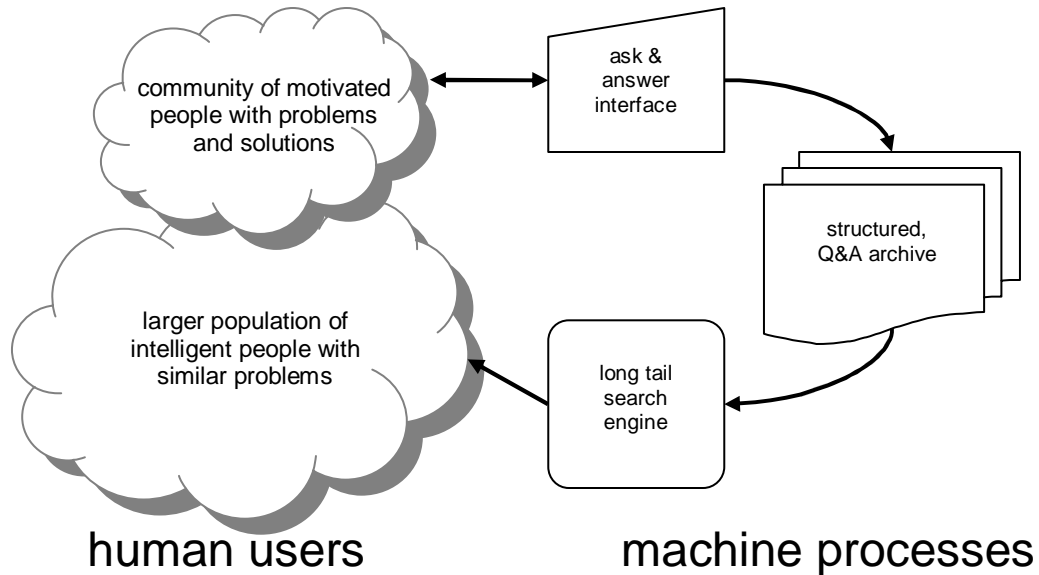 community of motivated
people with problems
and solutions
ask &
answer
interface
structured,
Q&A archive
larger population of
intelligent people with
similar problems
long tail
search
engine
human users
machine processes